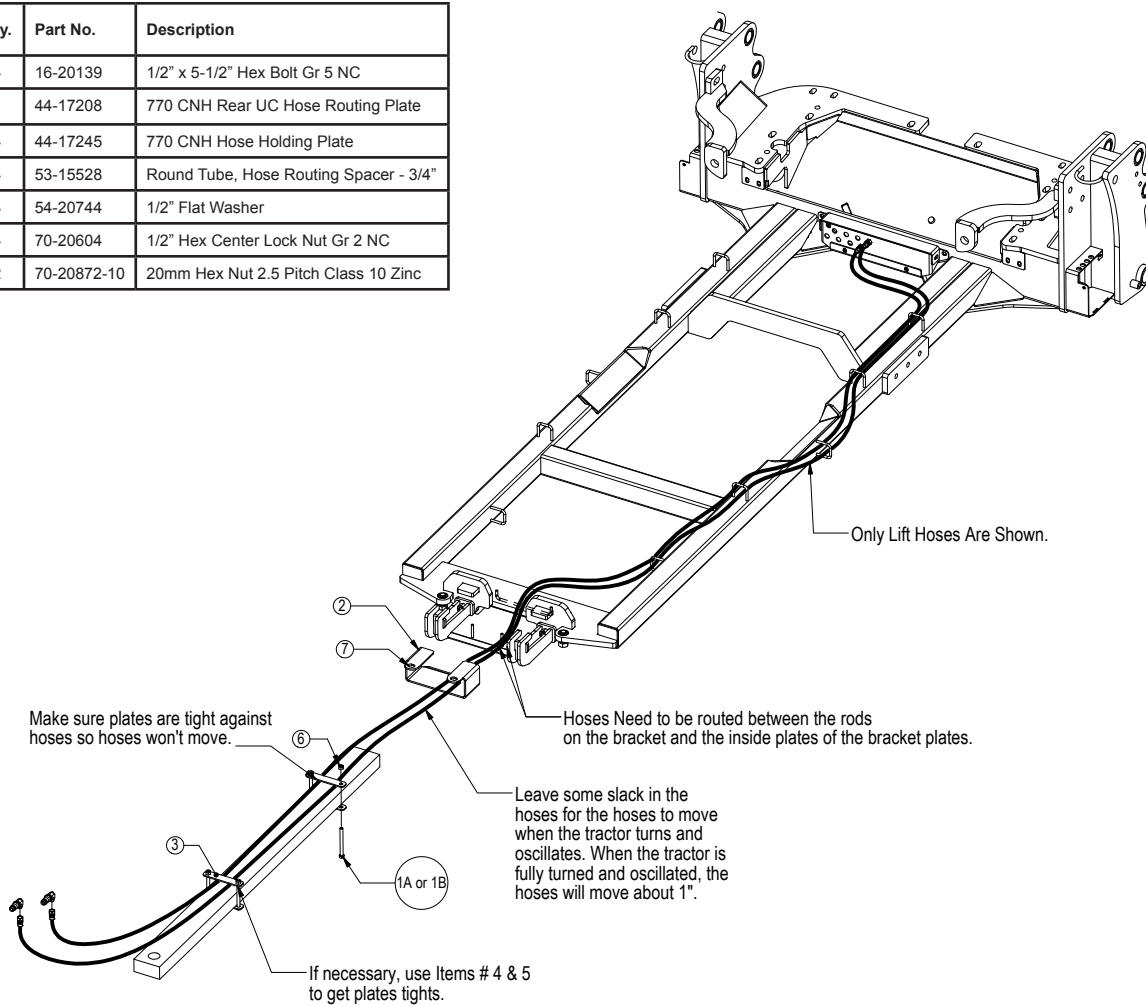 y. Part No. Description
16-20139 1/2” x 5-1/2” Hex Bolt Gr 5 NC
44-17208 770 CNH Rear UC Hose Routing Plate
44-17245 770 CNH Hose Holding Plate
53-15528 Round Tube, Hose Routing Spacer - 3/4”
54-20744 1/2” Flat Washer
70-20604 1/2” Hex Center Lock Nut Gr 2 NC
70-20872-10 20mm Hex Nut 2.5 Pitch Class 10 Zinc
Only Lift Hoses Are Shown.
2
7
Hoses Need to be routed between the rods
on the bracket and the inside plates of the bracket plates.
Make sure plates are tight against
hoses so hoses won't move.
6
Leave some slack in the
hoses for the hoses to move
when the tractor turns and
oscillates. When the tractor is
fully turned and oscillated, the
hoses will move about 1".
3
1A or 1B
If necessary, use Items # 4 & 5
to get plates tights.